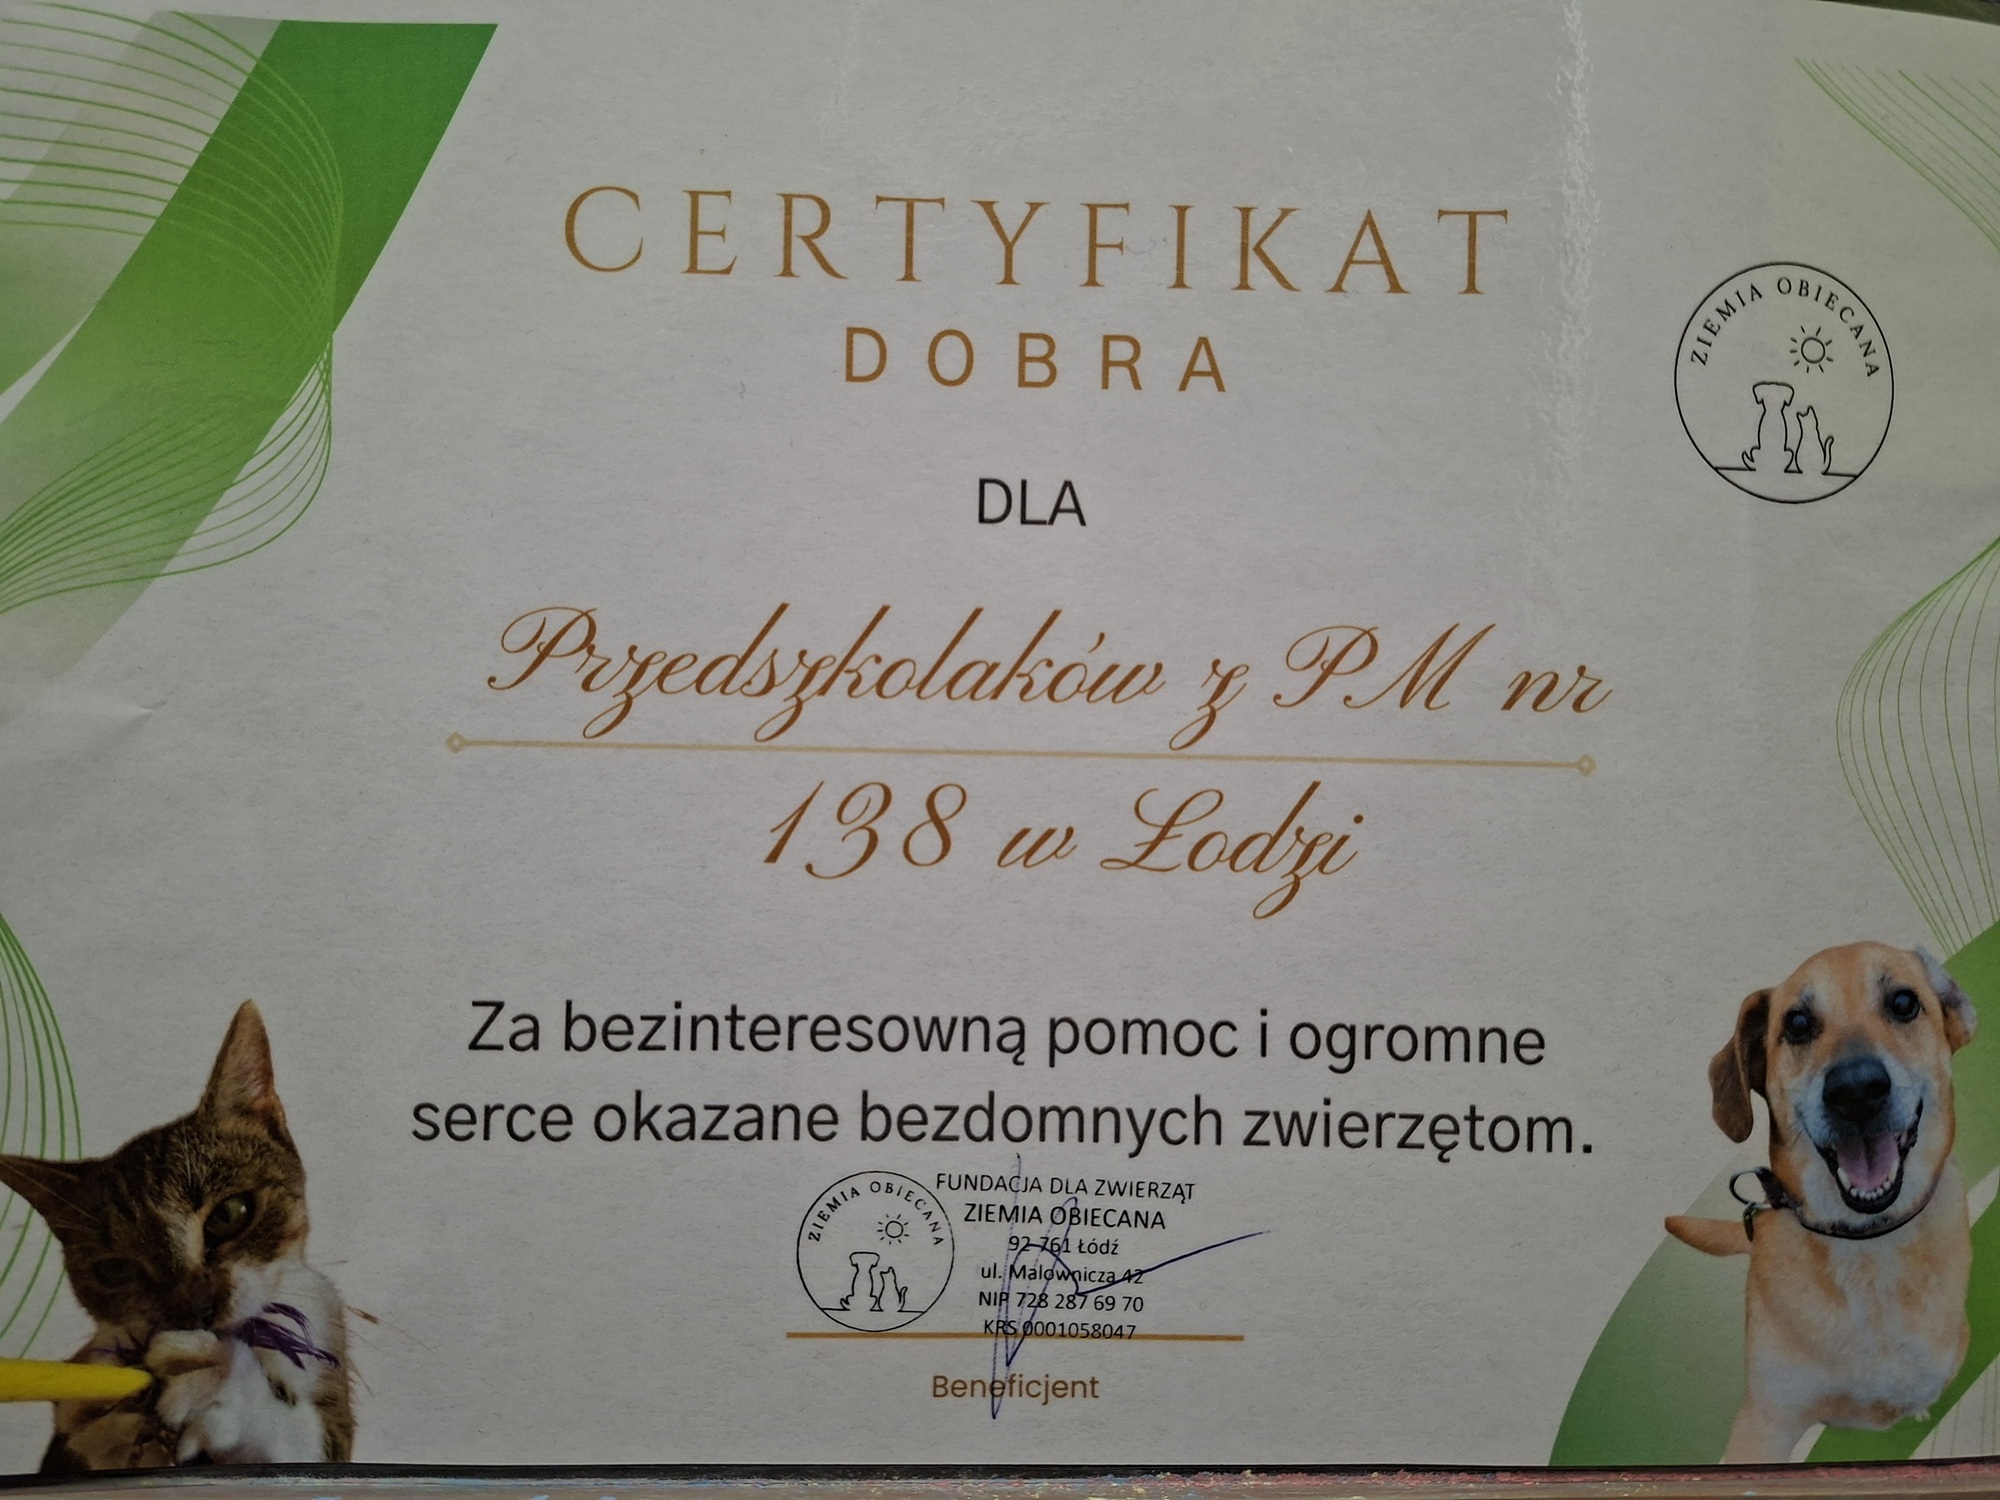 CERTYFIKAT
DOBRA
ZIEMIA OBIECANA
DLA
Przedszkolaków z PM nr
138 w Łodzi
Za bezinteresowną pomoc i ogromne
serce okazane bezdomnych zwierzętom.
ZIEMIA OBIECANA
FUNDACJA DLA ZWIERZĄT
ZIEMIA OBIECANA
92-761 Łódź
ul. Malownicza 42
NIP 728 287 69 70
KRS 0001058047
Beneficjent